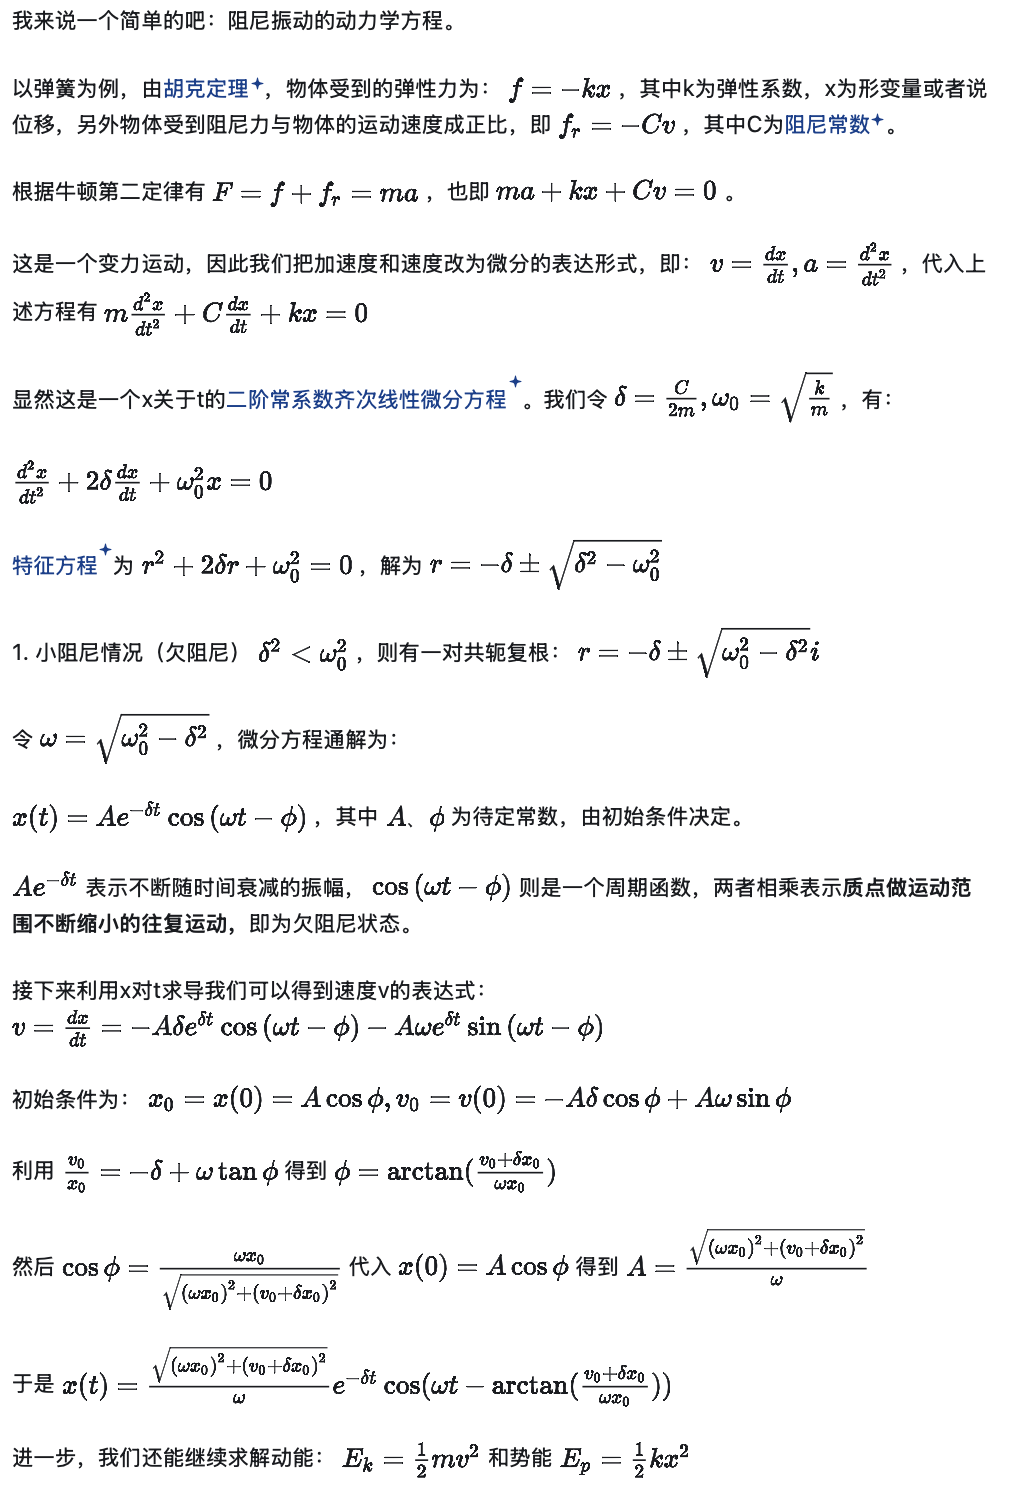 我来说一个简单的吧：阻尼振动的动力学方程。
以弹簧为例，由胡克定理✦，物体受到的弹性力为： $f=-kx$ ，其中k为弹性系数，x为形变量或者说
位移，另外物体受到阻尼力与物体的运动速度成正比，即 $f_r=-Cv$ ，其中C为阻尼常数✦。
根据牛顿第二定律有 $F=f+f_r=ma$ ，也即 $ma+kx+Cv=0$ 。
这是一个变力运动，因此我们把加速度和速度改为微分的表达形式，即： $v=\frac{dx}{dt},a=\frac{d^2x}{dt^2}$ ，代入上
述方程有 $m\frac{d^2x}{dt^2}+C\frac{dx}{dt}+kx=0$
显然这是一个x关于t的二阶常系数齐次线性微分方程✦。我们令 $\delta=\frac{C}{2m},\omega_0=\sqrt{\frac{k}{m}}$ ，有：
$\frac{d^2x}{dt^2}+2\delta\frac{dx}{dt}+\omega_0^2x=0$
特征方程✦为 $r^2+2\delta r+\omega_0^2=0$ ，解为 $r=-\delta\pm\sqrt{\delta^2-\omega_0^2}$
1. 小阻尼情况（欠阻尼） $\delta^2<\omega_0^2$ ，则有一对共轭复根： $r=-\delta\pm\sqrt{\omega_0^2-\delta^2}i$
令 $\omega=\sqrt{\omega_0^2-\delta^2}$ ，微分方程通解为：
$x(t)=Ae^{-\delta t}\cos(\omega t-\phi)$ ，其中 $A、\phi$ 为待定常数，由初始条件决定。
$Ae^{-\delta t}$ 表示不断随时间衰减的振幅， $\cos(\omega t-\phi)$ 则是一个周期函数，两者相乘表示质点做运动范
围不断缩小的往复运动，即为欠阻尼状态。
接下来利用x对t求导我们可以得到速度v的表达式：
$v=\frac{dx}{dt}=-A\delta e^{\delta t}\cos(\omega t-\phi)-A\omega e^{\delta t}\sin(\omega t-\phi)$
初始条件为： $x_0=x(0)=A\cos\phi,v_0=v(0)=-A\delta\cos\phi+A\omega\sin\phi$
利用 $\frac{v_0}{x_0}=-\delta+\omega\tan\phi$ 得到 $\phi=\arctan(\frac{v_0+\delta x_0}{\omega x_0})$
然后 $\cos\phi=\frac{\omega x_0}{\sqrt{(\omega x_0)^2+(v_0+\delta x_0)^2}}$ 代入 $x(0)=A\cos\phi$ 得到 $A=\frac{\sqrt{(\omega x_0)^2+(v_0+\delta x_0)^2}}{\omega}$
于是 $x(t)=\frac{\sqrt{(\omega x_0)^2+(v_0+\delta x_0)^2}}{\omega}e^{-\delta t}\cos(\omega t-\arctan(\frac{v_0+\delta x_0}{\omega x_0}))$
进一步，我们还能继续求解动能： $E_k=\frac{1}{2}mv^2$ 和势能 $E_p=\frac{1}{2}kx^2$